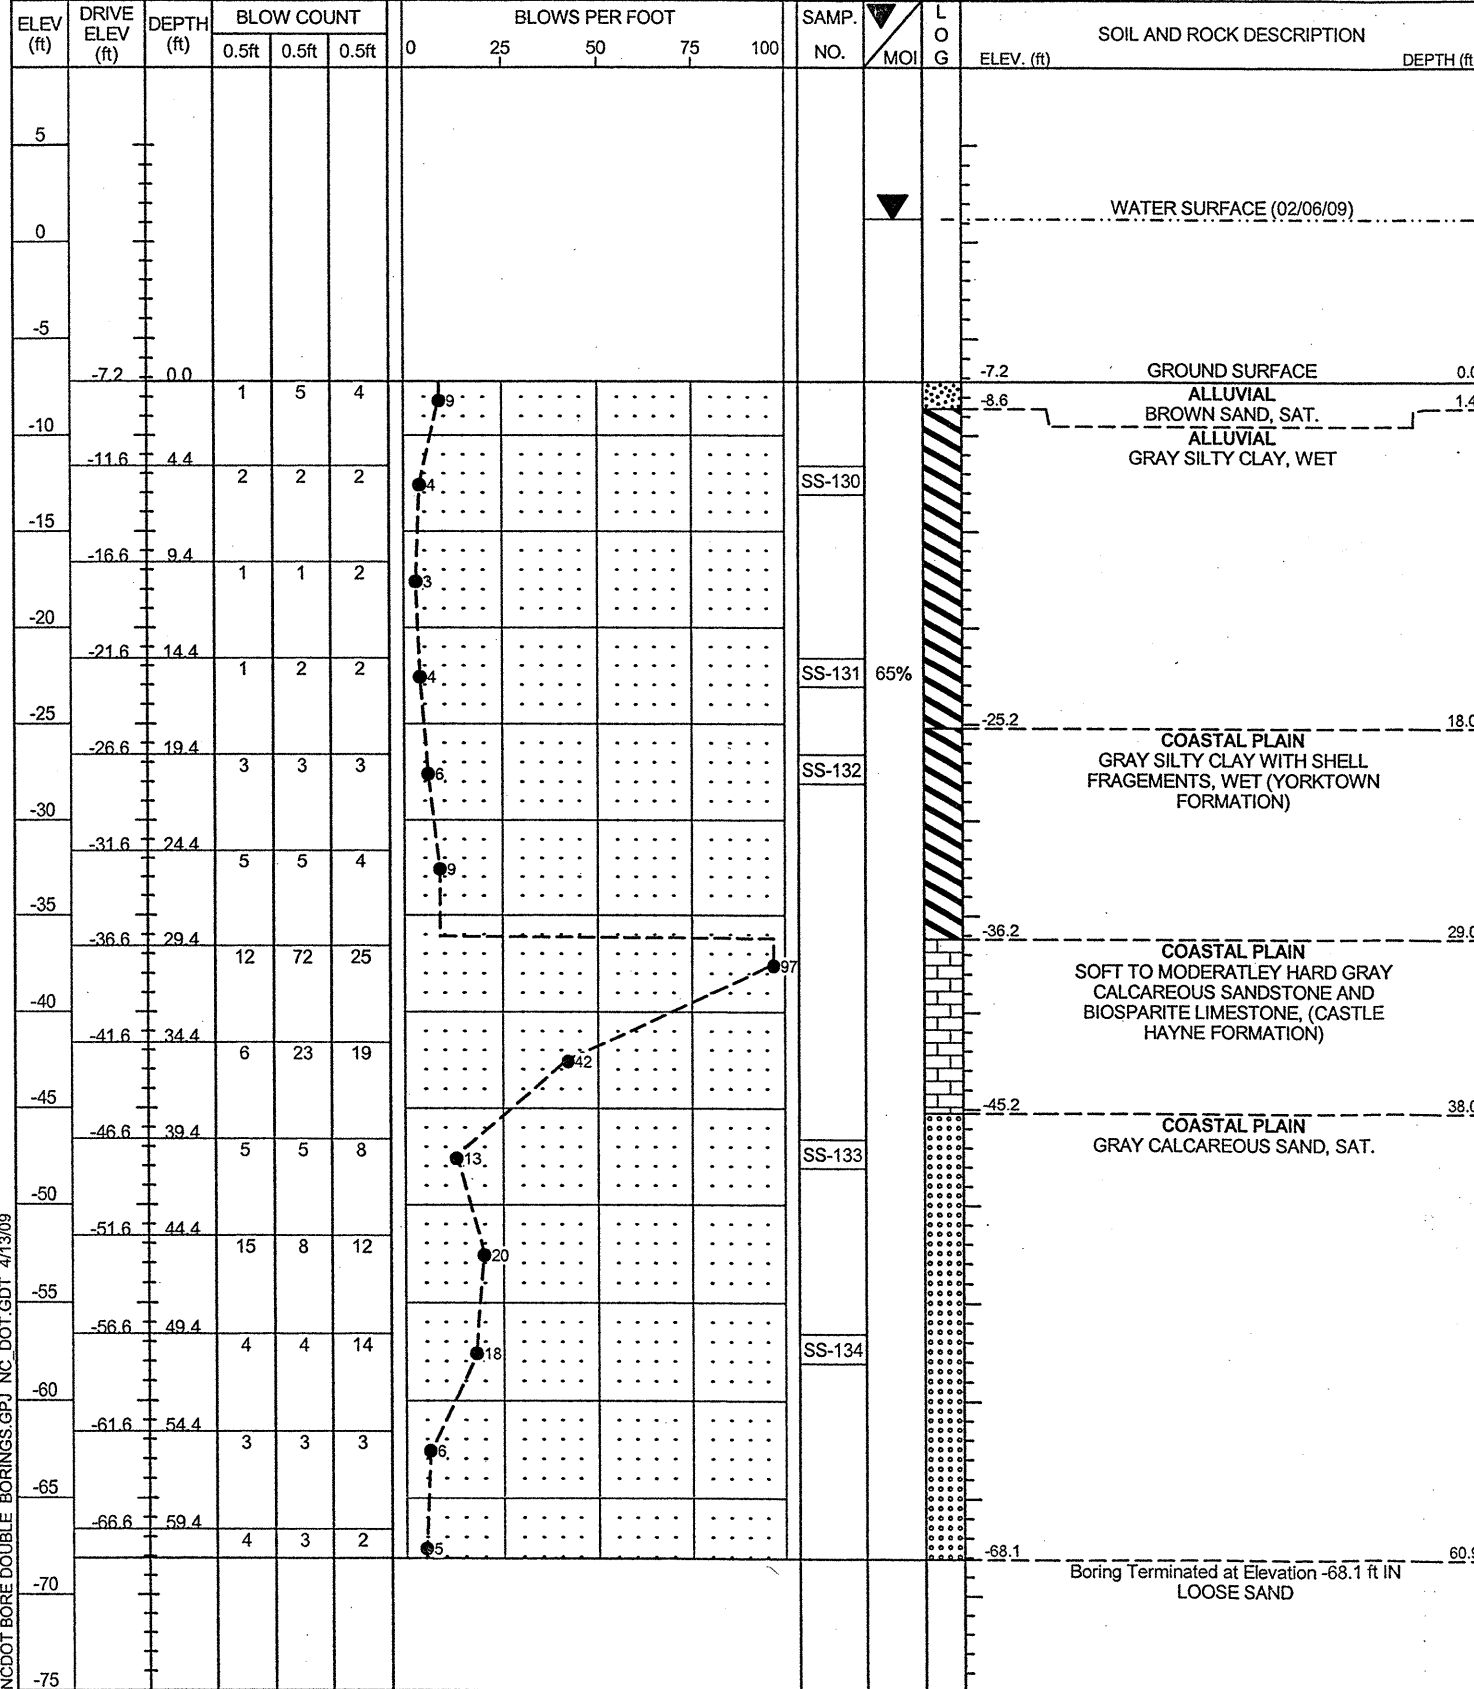 ELEV (ft) DRIVE ELEV (ft) DEPTH (ft) BLOW COUNT 0.5ft 0.5ft 0.5ft BLOWS PER FOOT 0 25 50 75 100 SAMP. NO. MOI L O G SOIL AND ROCK DESCRIPTION ELEV. (ft) DEPTH (ft
5
WATER SURFACE (02/06/09)
0
-5
-7.2 0.0 -7.2 GROUND SURFACE 0.0
1 5 4 9 ALLUVIAL
-8.6 BROWN SAND, SAT. 1.4
-10 ALLUVIAL
GRAY SILTY CLAY, WET
-11.6 4.4
2 2 2 4 SS-130
-15
-16.6 9.4
1 1 2 3
-20
-21.6 14.4
1 2 2 4 SS-131 65%
-25 -25.2 18.0
COASTAL PLAIN
-26.6 19.4 GRAY SILTY CLAY WITH SHELL
3 3 3 6 SS-132 FRAGEMENTS, WET (YORKTOWN
FORMATION)
-30
-31.6 24.4
5 5 4 9
-35
-36.2 29.0
-36.6 29.4 COASTAL PLAIN
12 72 25 97 SOFT TO MODERATLEY HARD GRAY
CALCAREOUS SANDSTONE AND
-40 BIOSPARITE LIMESTONE, (CASTLE
HAYNE FORMATION)
-41.6 34.4
6 23 19 42
-45 -45.2 38.0
COASTAL PLAIN
-46.6 39.4 GRAY CALCAREOUS SAND, SAT.
5 5 8 13 SS-133
-50
-51.6 44.4
15 8 12 20
-55
-56.6 49.4
4 4 14 18 SS-134
-60
-61.6 54.4
3 3 3 6
-65
-66.6 59.4
4 3 2 5
-68.1 60.9
Boring Terminated at Elevation -68.1 ft IN
-70 LOOSE SAND
-75
NCDOT BORE DOUBLE BORINGS.GPJ NC_DOT.GDT 4/13/09